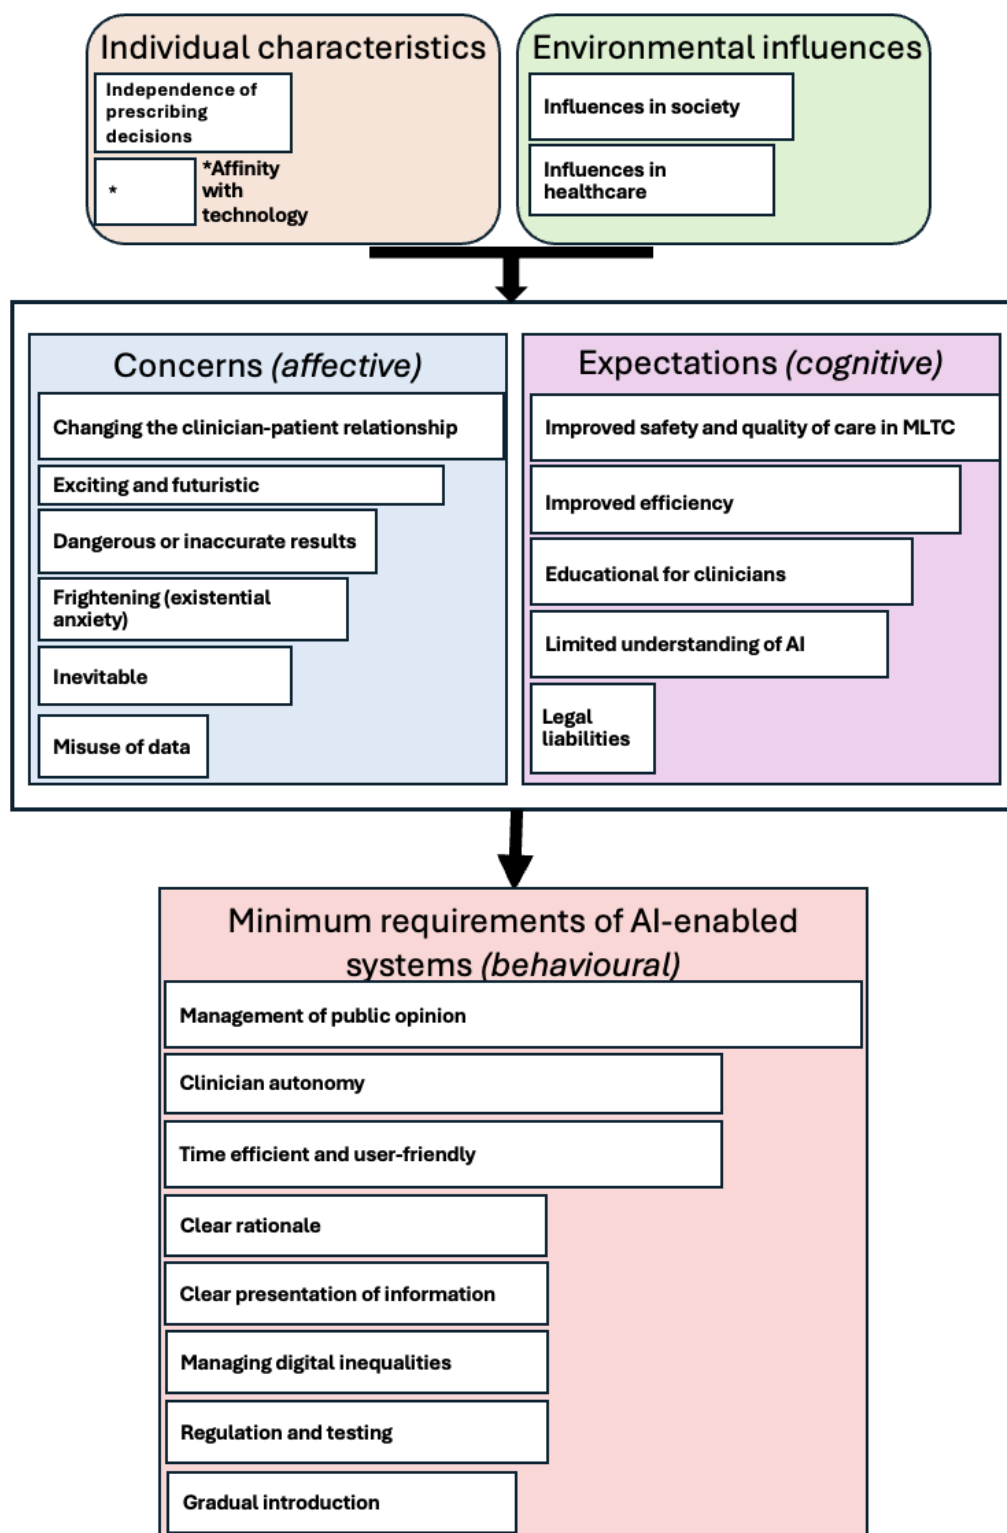 Individual characteristics
Independence of
prescribing
decisions
*
*Affinity
with
technology
Environmental influences
Influences in society
Influences in
healthcare
Concerns (affective)
Changing the clinician-patient relationship
Exciting and futuristic
Dangerous or inaccurate results
Frightening (existential
anxiety)
Inevitable
Misuse of data
Expectations (cognitive)
Improved safety and quality of care in MLTC
Improved efficiency
Educational for clinicians
Limited understanding of AI
Legal
liabilities
Minimum requirements of AI-enabled
systems (behavioural)
Management of public opinion
Clinician autonomy
Time efficient and user-friendly
Clear rationale
Clear presentation of information
Managing digital inequalities
Regulation and testing
Gradual introduction